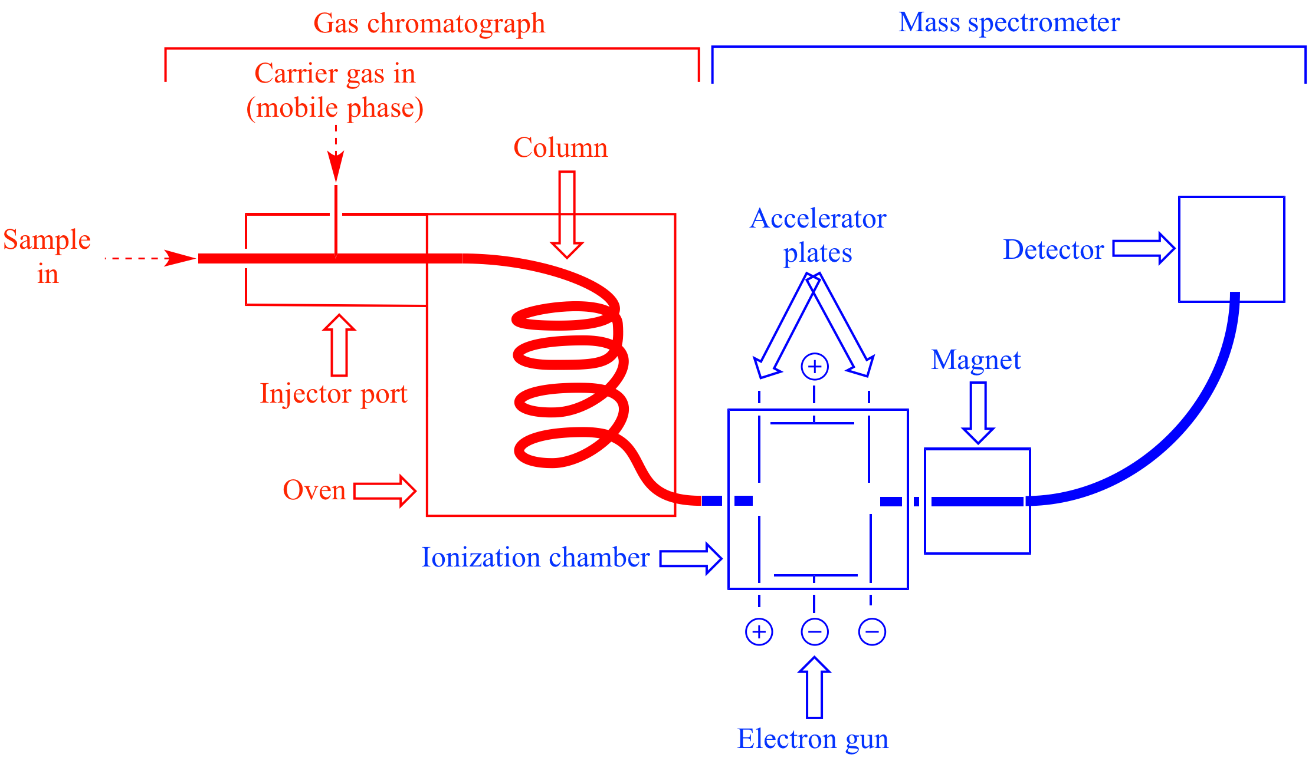 Gas chromatograph
Mass spectrometer
Carrier gas in
(mobile phase)
Column
Sample
in
Accelerator
plates
Detector
+
Magnet
Injector port
Oven
Ionization chamber
+ − −
Electron gun